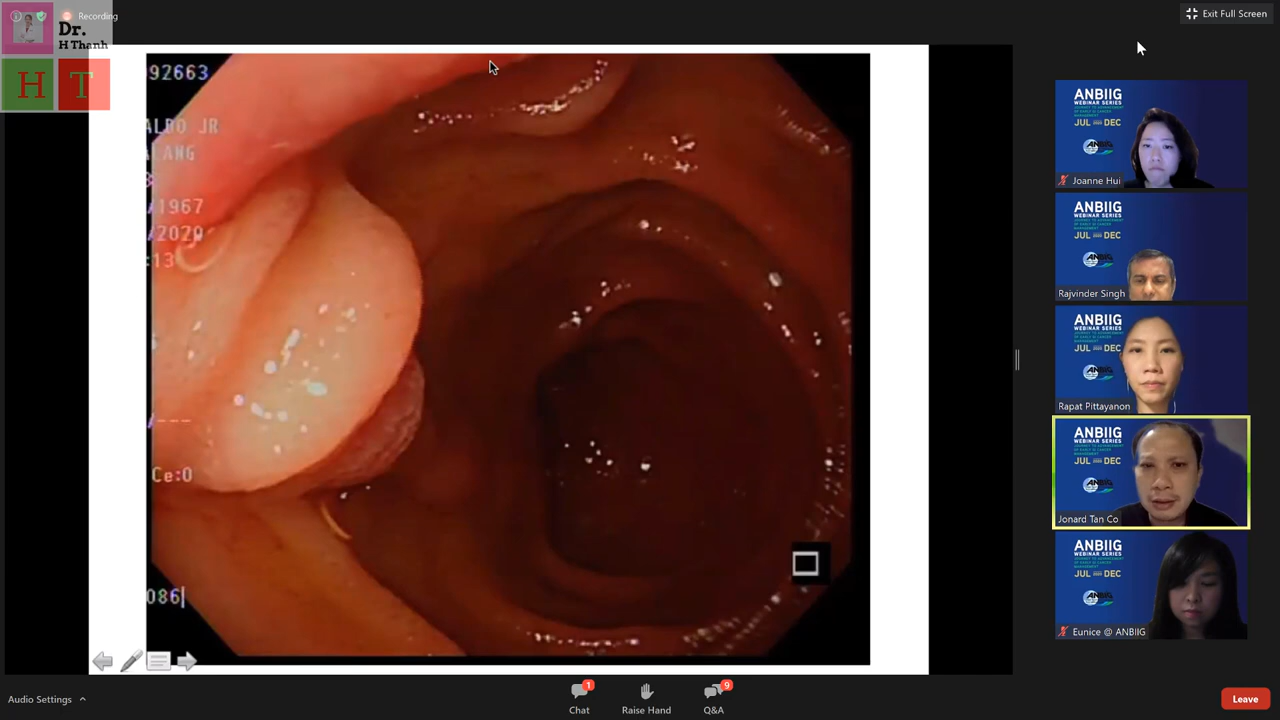 Recording
Dr.
H Thanh
H T
Exit Full Screen
92663
ALDO JR
ALANG
/1967
/2020
:13
/---
Ce:0
086
ANBIIG
WEBINAR SERIES
JUL DEC
Joanne Hui
ANBIIG
WEBINAR SERIES
JUL DEC
Rajvinder Singh
ANBIIG
WEBINAR SERIES
JUL DEC
Rapat Pittayanon
ANBIIG
WEBINAR SERIES
JUL DEC
Jonard Tan Co
ANBIIG
WEBINAR SERIES
JUL DEC
Eunice @ ANBIIG
Audio Settings
1
Chat
Raise Hand
9
Q&A
Leave